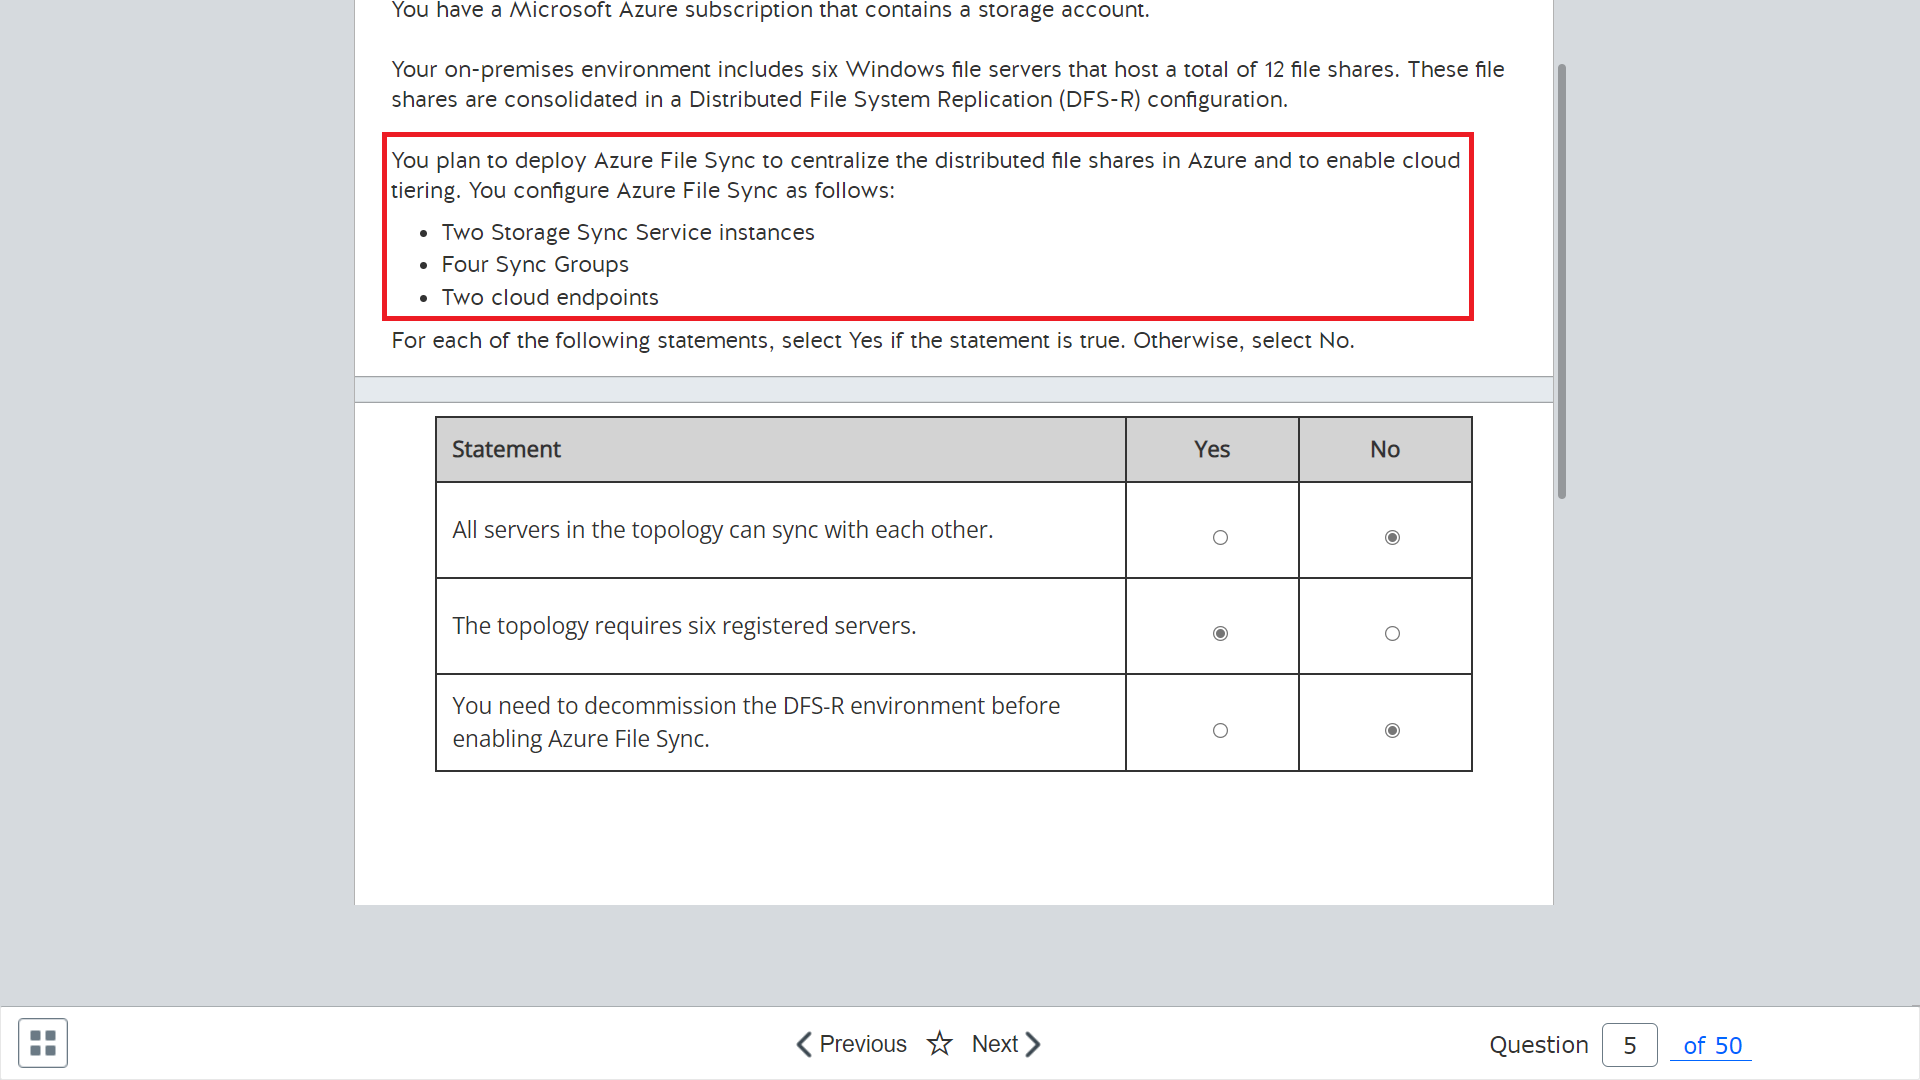 You have a Microsoft Azure subscription that contains a storage account.
Your on-premises environment includes six Windows file servers that host a total of 12 file shares. These file
shares are consolidated in a Distributed File System Replication (DFS-R) configuration.
You plan to deploy Azure File Sync to centralize the distributed file shares in Azure and to enable cloud
tiering. You configure Azure File Sync as follows:
• Two Storage Sync Service instances
• Four Sync Groups
• Two cloud endpoints
For each of the following statements, select Yes if the statement is true. Otherwise, select No.
Statement Yes No
All servers in the topology can sync with each other.
The topology requires six registered servers.
You need to decommission the DFS-R environment before
enabling Azure File Sync.
Previous Next Question 5 of 50